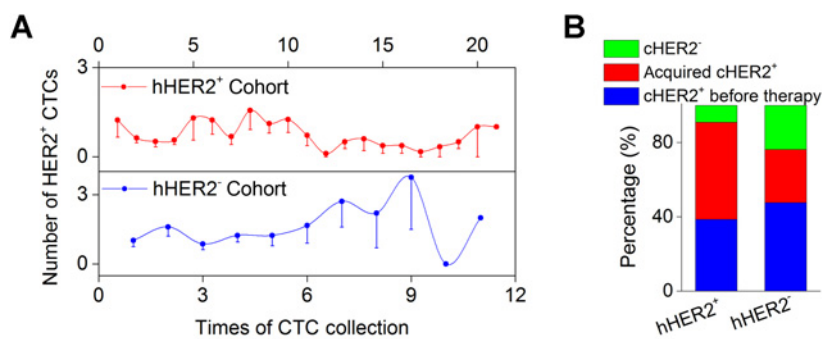 A
0 5 10 15 20
3
hHER2⁺ Cohort
0
3
hHER2⁻ Cohort
0
Number of HER2⁺ CTCs
0 3 6 9 12
Times of CTC collection
B
cHER2⁻
Acquired cHER2⁺
cHER2⁺ before therapy
80
40
0
Percentage (%)
hHER2⁺ hHER2⁻